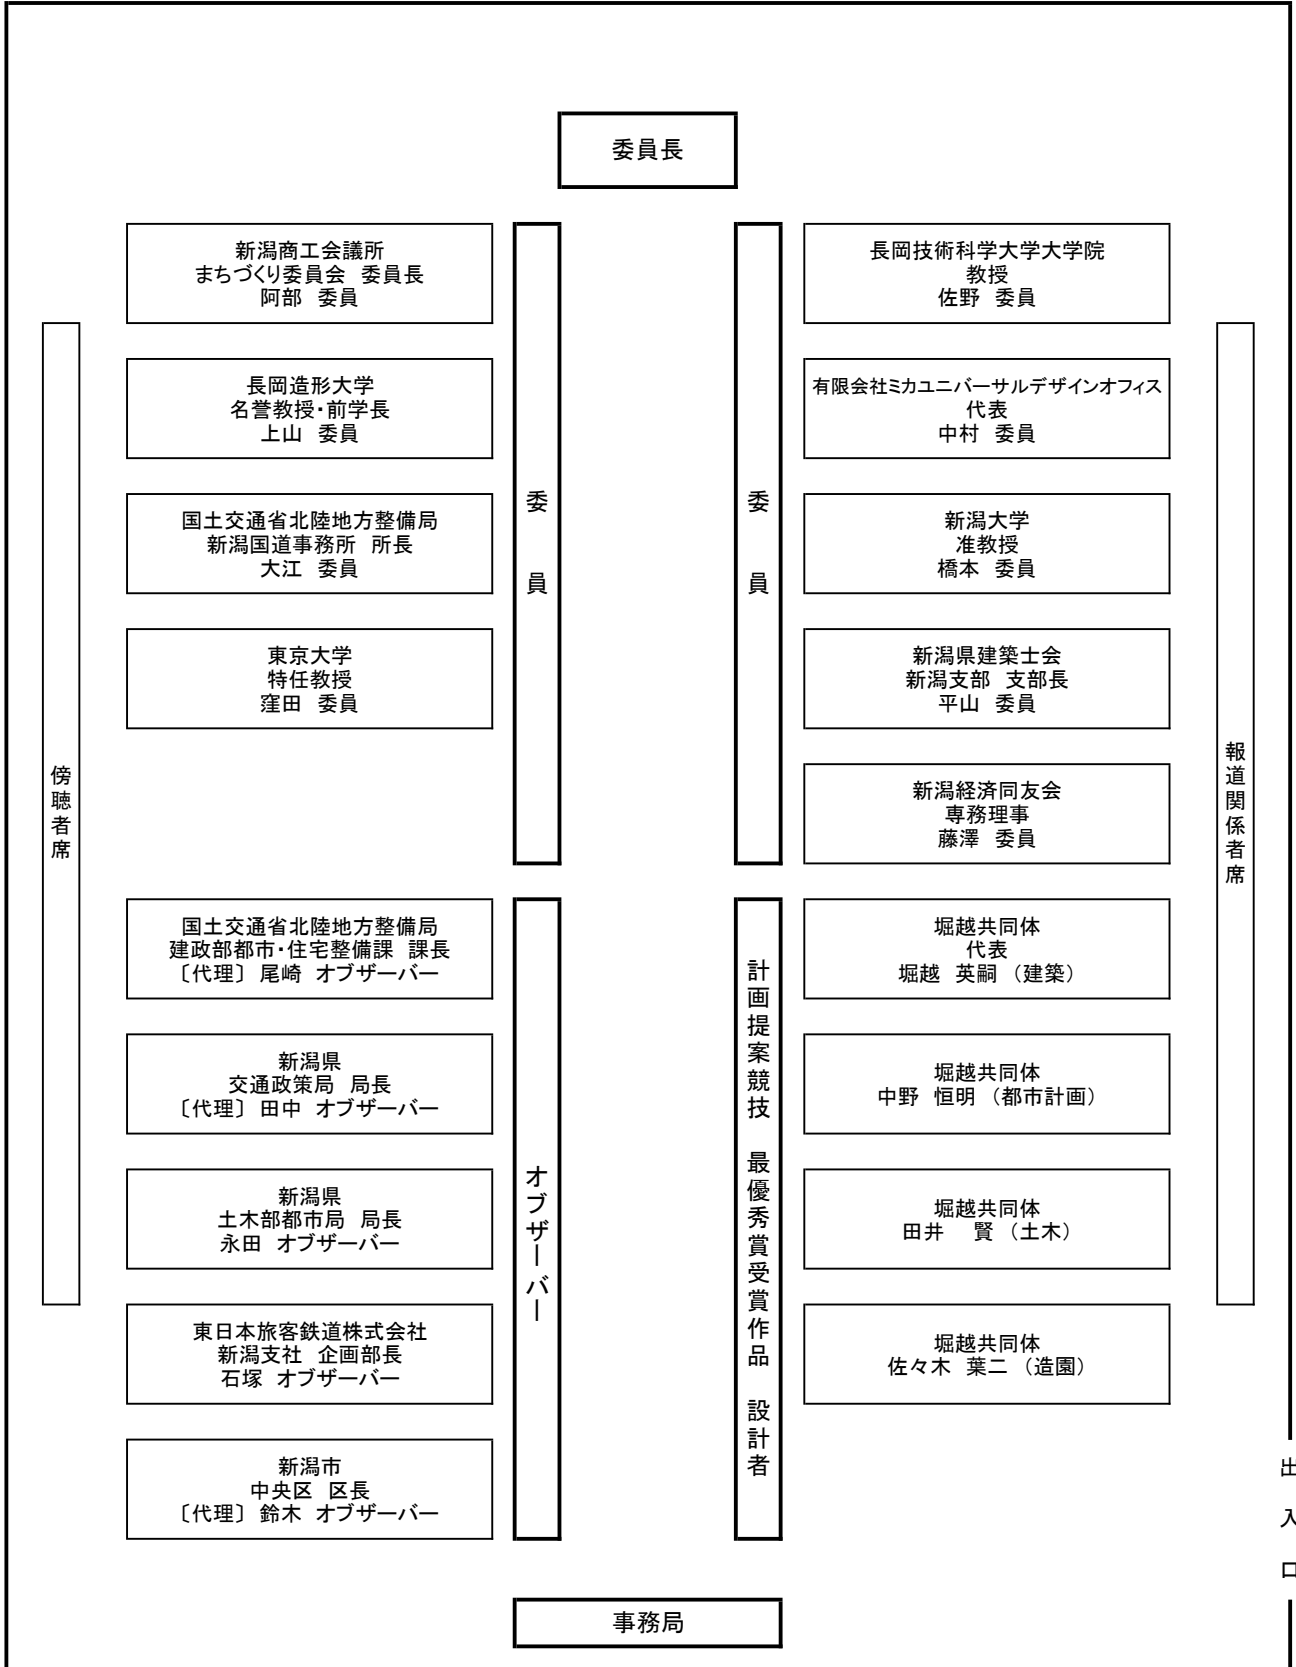 委員長
新潟商工会議所
まちづくり委員会 委員長
阿部 委員
長岡造形大学
名誉教授・前学長
上山 委員
国土交通省北陸地方整備局
新潟国道事務所 所長
大江 委員
東京大学
特任教授
窪田 委員
委員
委員
長岡技術科学大学大学院
教授
佐野 委員
有限会社ミカユニバーサルデザインオフィス
代表
中村 委員
新潟大学
准教授
橋本 委員
新潟県建築士会
新潟支部 支部長
平山 委員
新潟経済同友会
専務理事
藤澤 委員
傍聴者席
報道関係者席
国土交通省北陸地方整備局
建政部都市・住宅整備課 課長
〔代理〕尾崎 オブザーバー
新潟県
交通政策局 局長
〔代理〕田中 オブザーバー
新潟県
土木部都市局 局長
永田 オブザーバー
東日本旅客鉄道株式会社
新潟支社 企画部長
石塚 オブザーバー
新潟市
中央区 区長
〔代理〕鈴木 オブザーバー
オブザーバー
計画提案競技 最優秀賞受賞作品 設計者
堀越共同体
代表
堀越 英嗣 （建築）
堀越共同体
中野 恒明 （都市計画）
堀越共同体
田井 賢 （土木）
堀越共同体
佐々木 葉二 （造園）
出入口
事務局